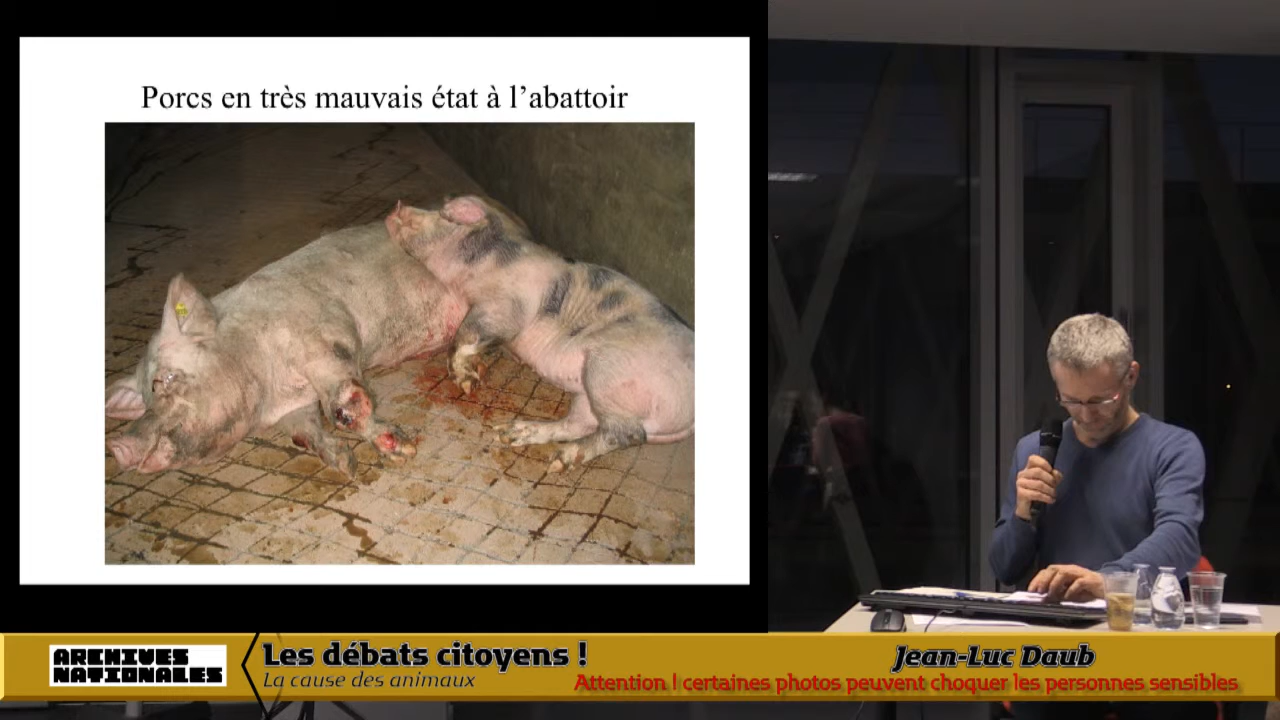 Porcs en très mauvais état à l'abattoir
ARCHIVES
NATIONALES
Les débats citoyens !
La cause des animaux
Jean-Luc Daub
Attention ! certaines photos peuvent choquer les personnes sensibles